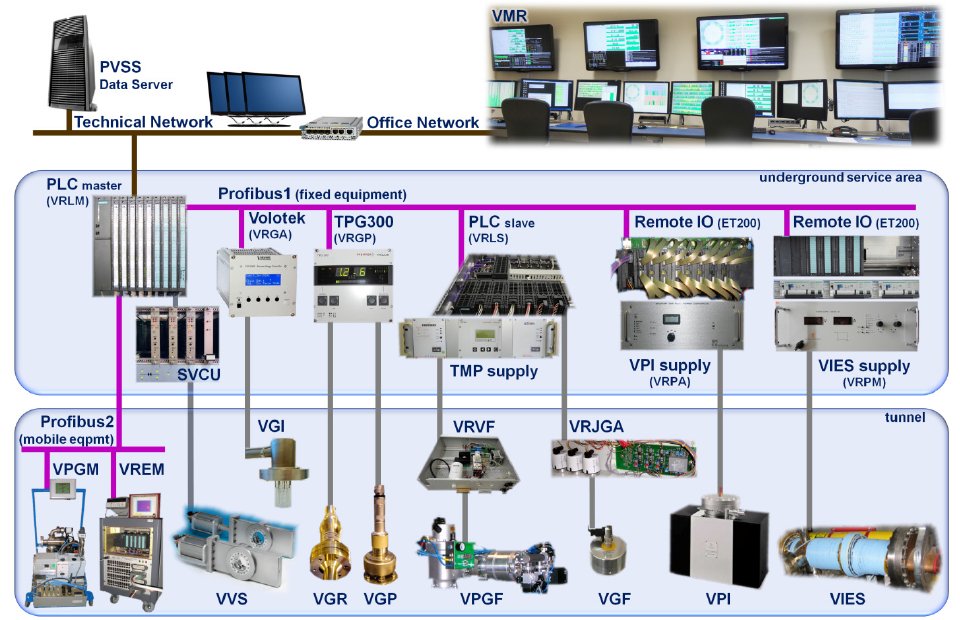 VMR
PVSS
Data Server
Technical Network
Office Network
underground service area
PLC master
(VRLM)
Profibus1 (fixed equipment)
Volotek
(VRGA)
TPG300
(VRGP)
PLC slave
(VRLS)
Remote IO (ET200)
Remote IO (ET200)
SVCU
TMP supply
VPI supply
(VRPA)
VIES supply
(VRPM)
tunnel
Profibus2
(mobile eqpmt)
VGI
VRVF
VRJGA
VPGM
VREM
VVS
VGR
VGP
VPGF
VGF
VPI
VIES